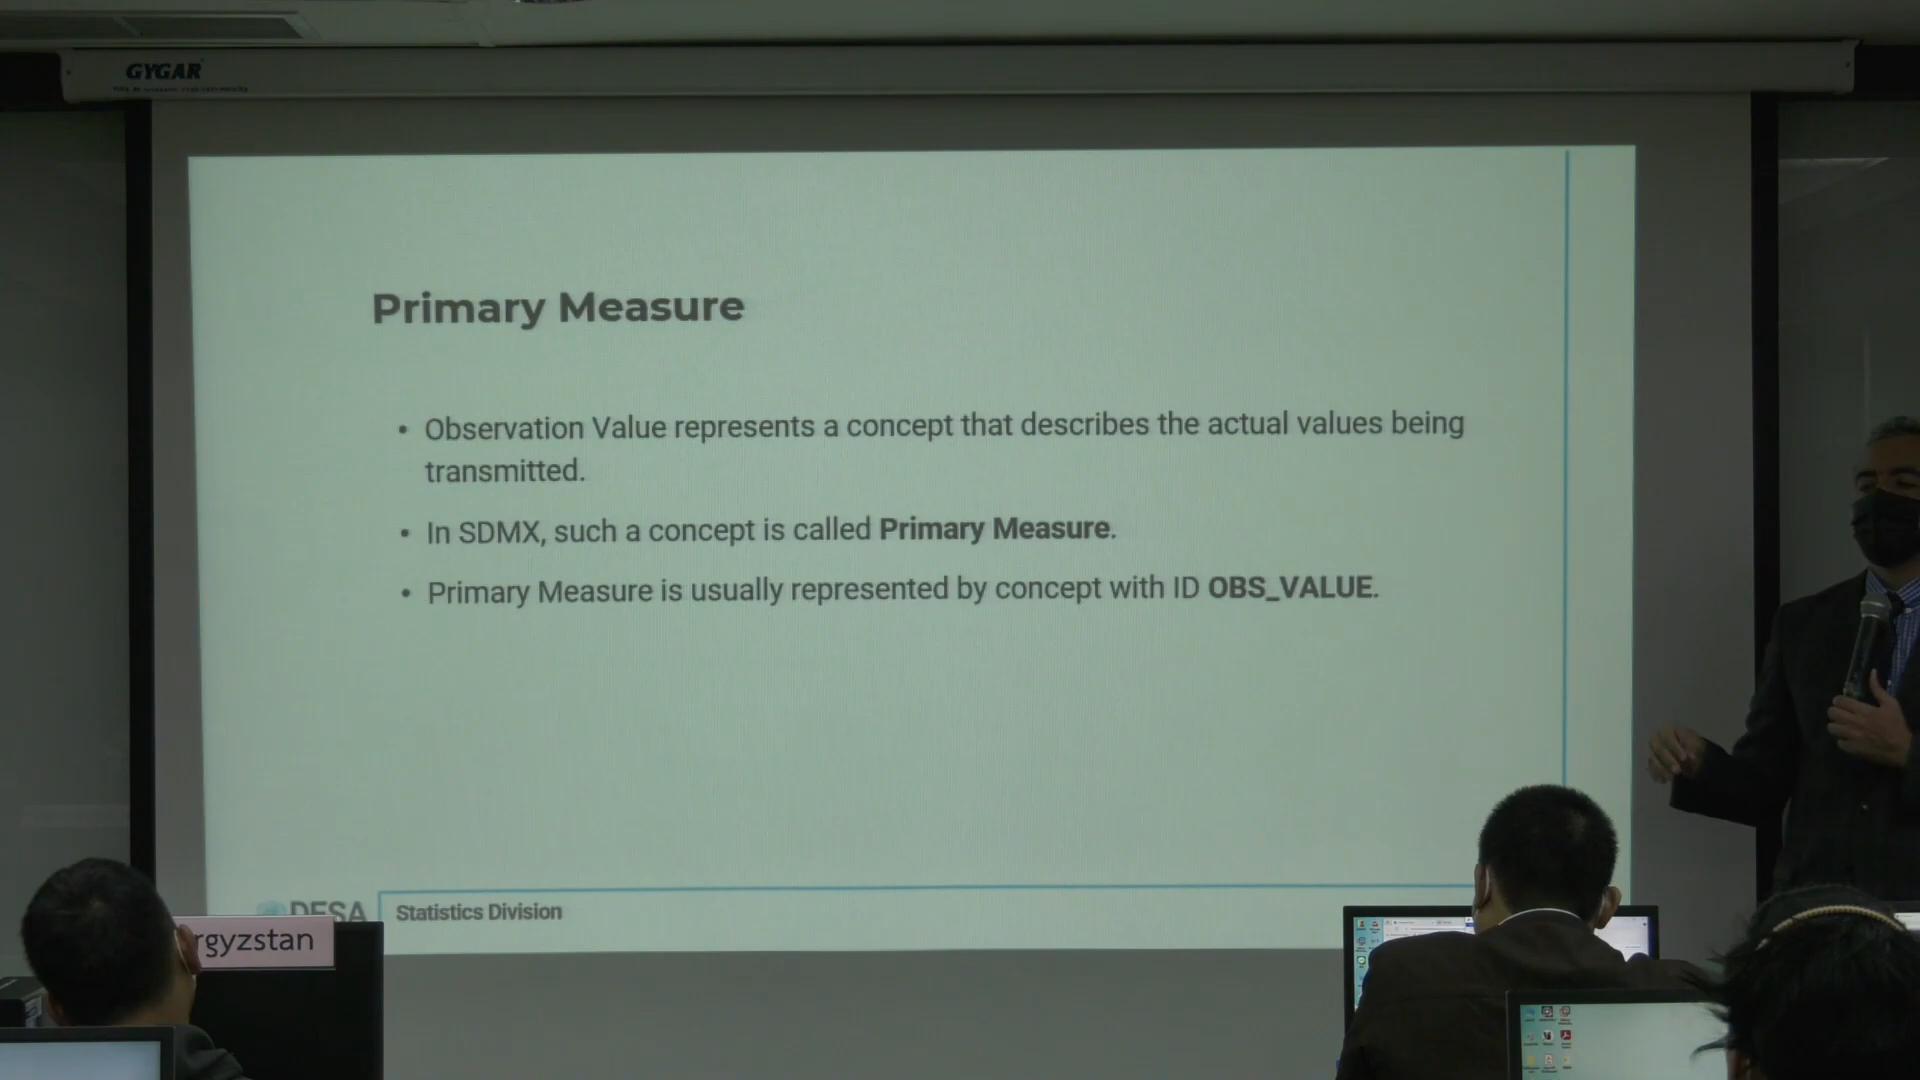 GYGAR
Primary Measure
• Observation Value represents a concept that describes the actual values being
transmitted.
• In SDMX, such a concept is called Primary Measure.
• Primary Measure is usually represented by concept with ID OBS_VALUE.
DESA
Statistics Division
rgyzstan